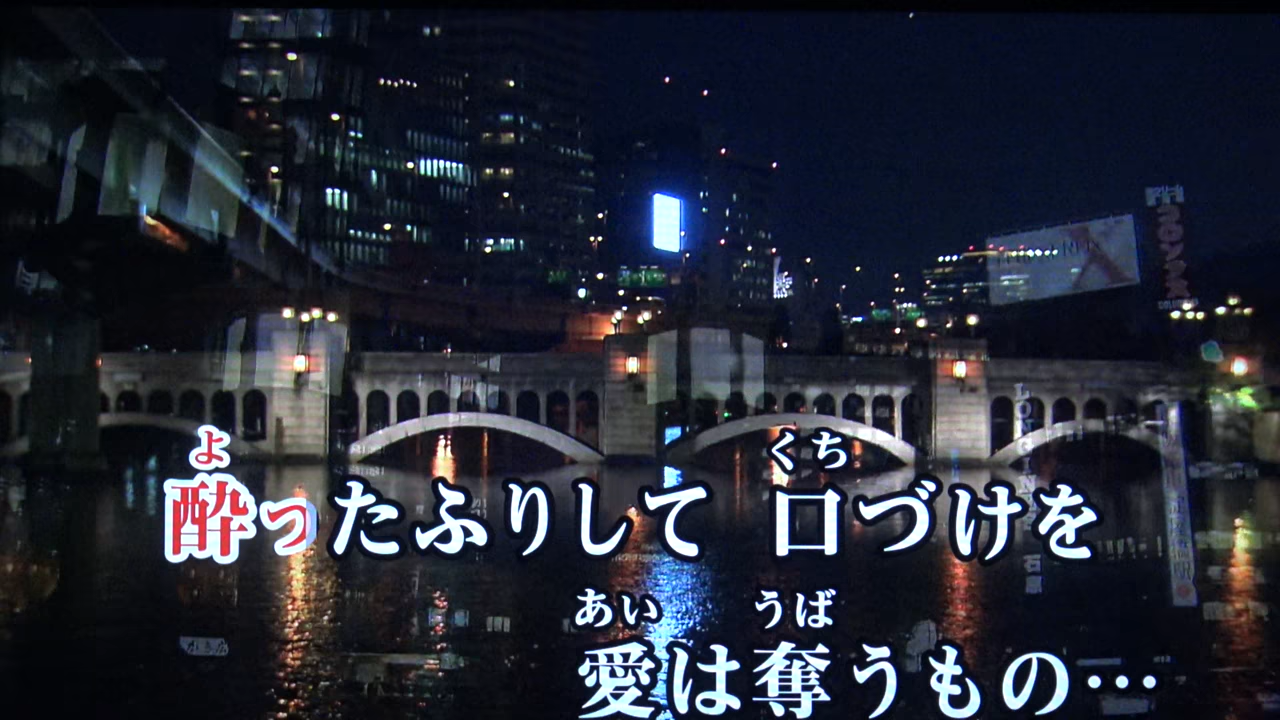 よ くち
酔ったふりして 口づけを
あい うば
愛は奪うもの…